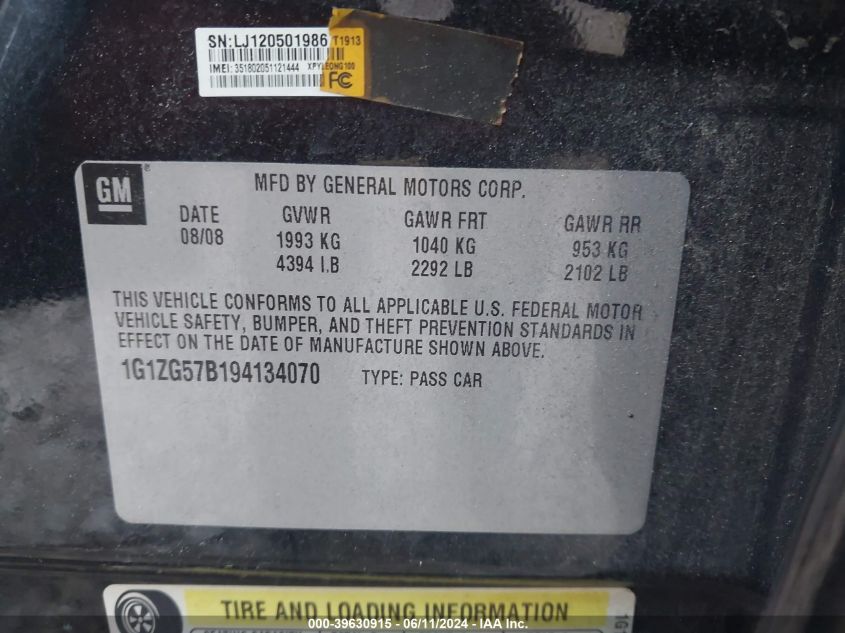 SN:LJ120501986 T1913
IMEI: 351802051121444 XPYLEONG100
FC
GM
MFD BY GENERAL MOTORS CORP.
DATE GVWR GAWR FRT GAWR RR
08/08 1993 KG 1040 KG 953 KG
4394 LB 2292 LB 2102 LB
THIS VEHICLE CONFORMS TO ALL APPLICABLE U.S. FEDERAL MOTOR
VEHICLE SAFETY, BUMPER, AND THEFT PREVENTION STANDARDS IN
EFFECT ON THE DATE OF MANUFACTURE SHOWN ABOVE.
1G1ZG57B194134070 TYPE: PASS CAR
TIRE AND LOADING INFORMATION
000-39630915 - 06/11/2024 - IAA Inc.